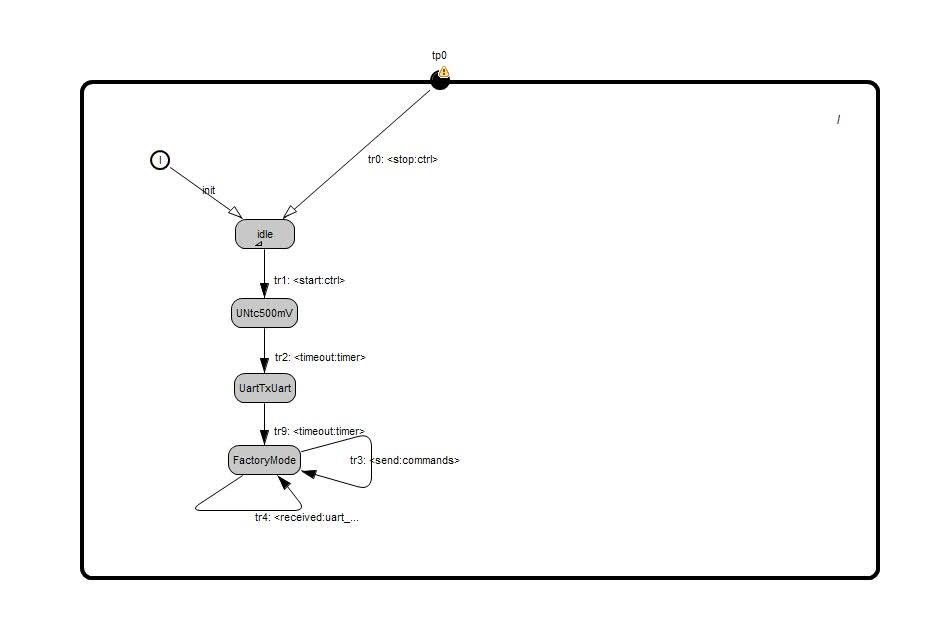 tp0
/
I
tr0: <stop:ctrl>
init
idle
tr1: <start:ctrl>
UNtc500mV
tr2: <timeout:timer>
UartTxUart
tr9: <timeout:timer>
FactoryMode
tr3: <send:commands>
tr4: <received:uart_...